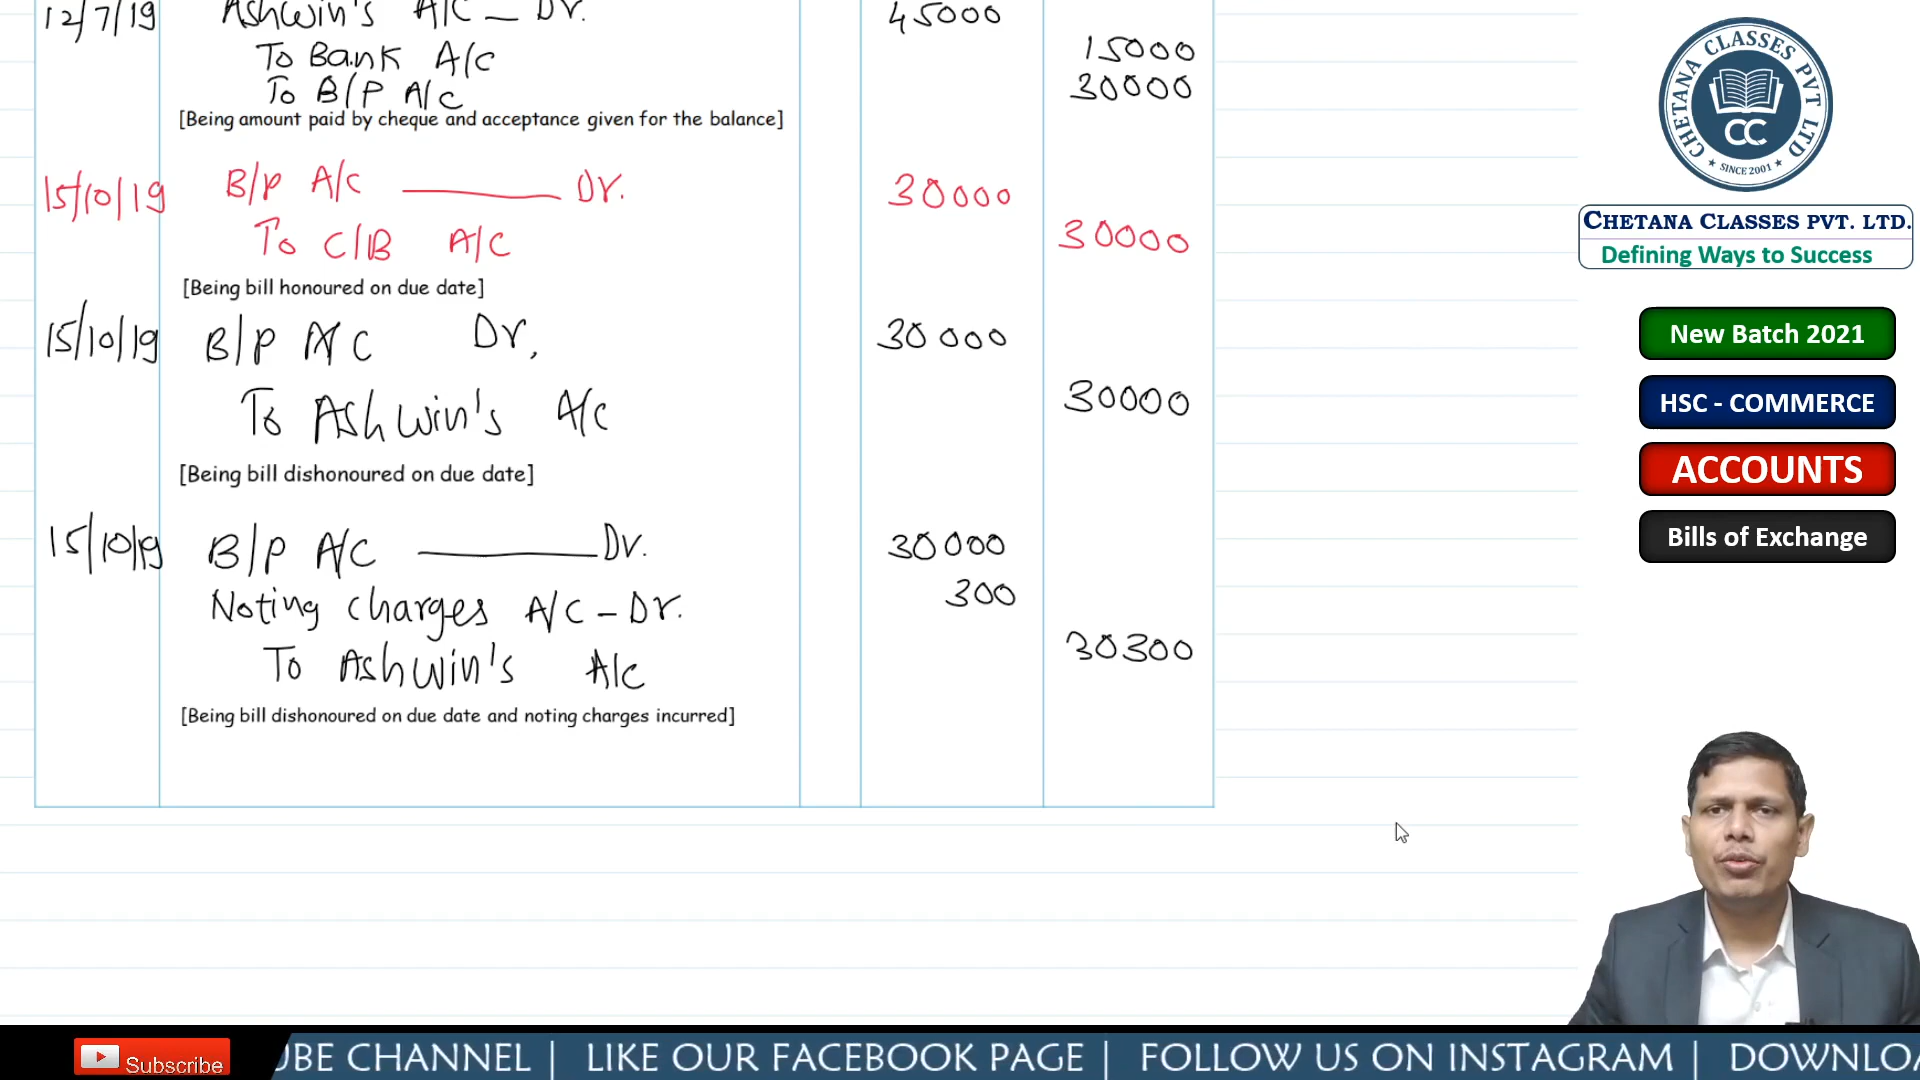 12/7/19 Ashwin's A/C — Dr. 45000
To Bank A/C 15000
To B/P A/C 30000
[Being amount paid by cheque and acceptance given for the balance]
15/10/19 B/P A/C — Dr. 30000
To C/B A/C 30000
[Being bill honoured on due date]
15/10/19 B/P A/C Dr. 30000
To Ashwin's A/C 30000
[Being bill dishonoured on due date]
15/10/19 B/P A/C — Dr. 30000
Noting charges A/C – Dr. 300
To Ashwin's A/C 30300
[Being bill dishonoured on due date and noting charges incurred]
CHETANA CLASSES PVT LTD
CC
SINCE 2001
CHETANA CLASSES PVT. LTD.
Defining Ways to Success
New Batch 2021
HSC - COMMERCE
ACCOUNTS
Bills of Exchange
Subscribe
UBE CHANNEL | LIKE OUR FACEBOOK PAGE | FOLLOW US ON INSTAGRAM | DOWNLOA